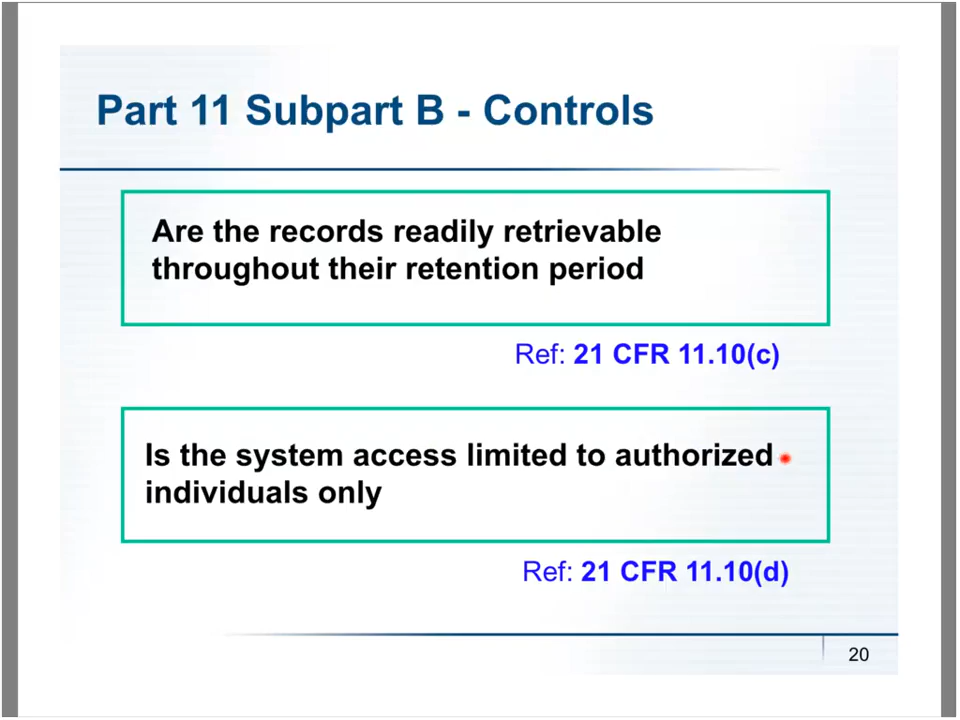 Part 11 Subpart B - Controls
Are the records readily retrievable
throughout their retention period
Ref: 21 CFR 11.10(c)
Is the system access limited to authorized
individuals only
Ref: 21 CFR 11.10(d)
20